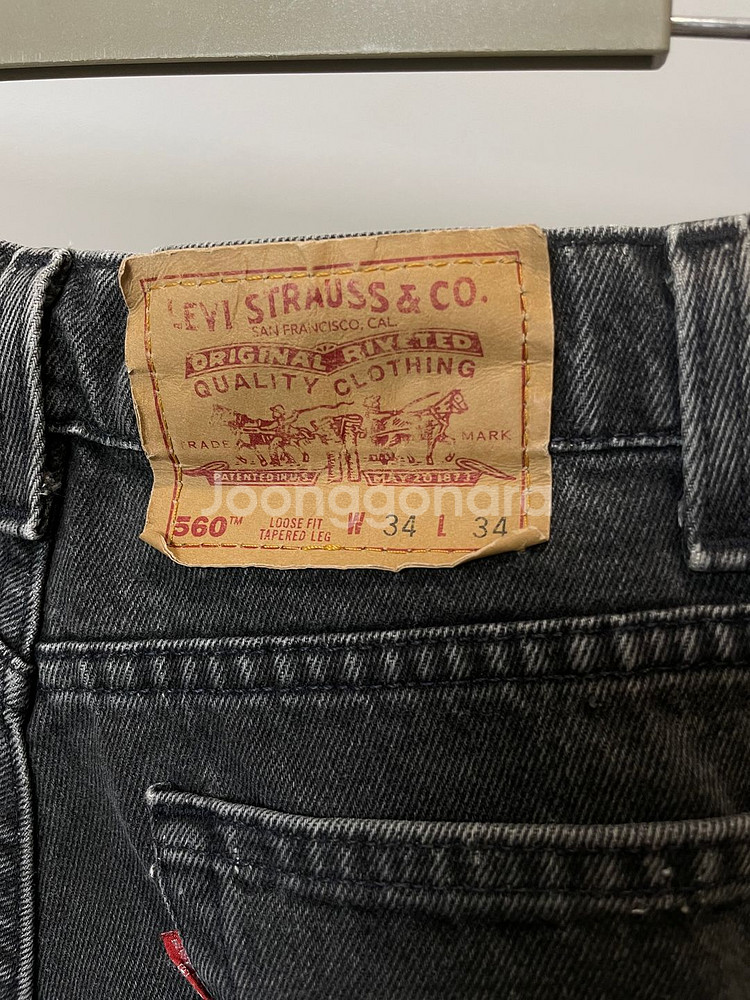 LEVI STRAUSS & CO.
SAN FRANCISCO, CAL.
ORIGINAL RIVETED
QUALITY CLOTHING
TRADE MARK
PATENTED IN U.S. MAY 20 1873
Joonggonara
560™ LOOSE FIT W 34 L 34
TAPERED LEG